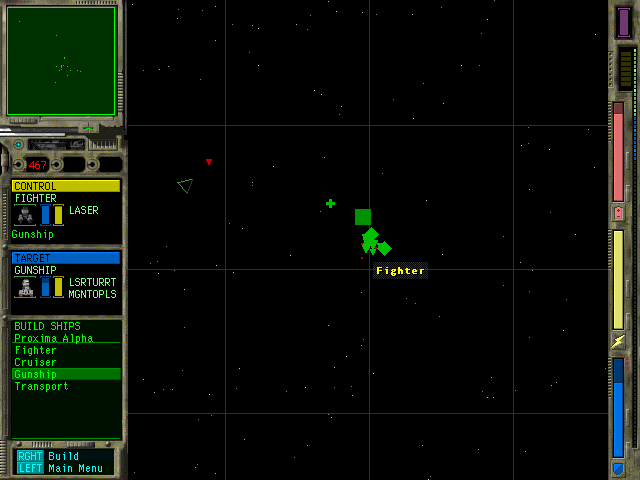 467
CONTROL
FIGHTER
LASER
Gunship
TARGET
GUNSHIP
LSRTURRT
MGNTOPLS
BUILD SHIPS
Proxima Alpha
Fighter
Cruiser
Gunship
Transport
RGHT Build
LEFT Main Menu
Fighter